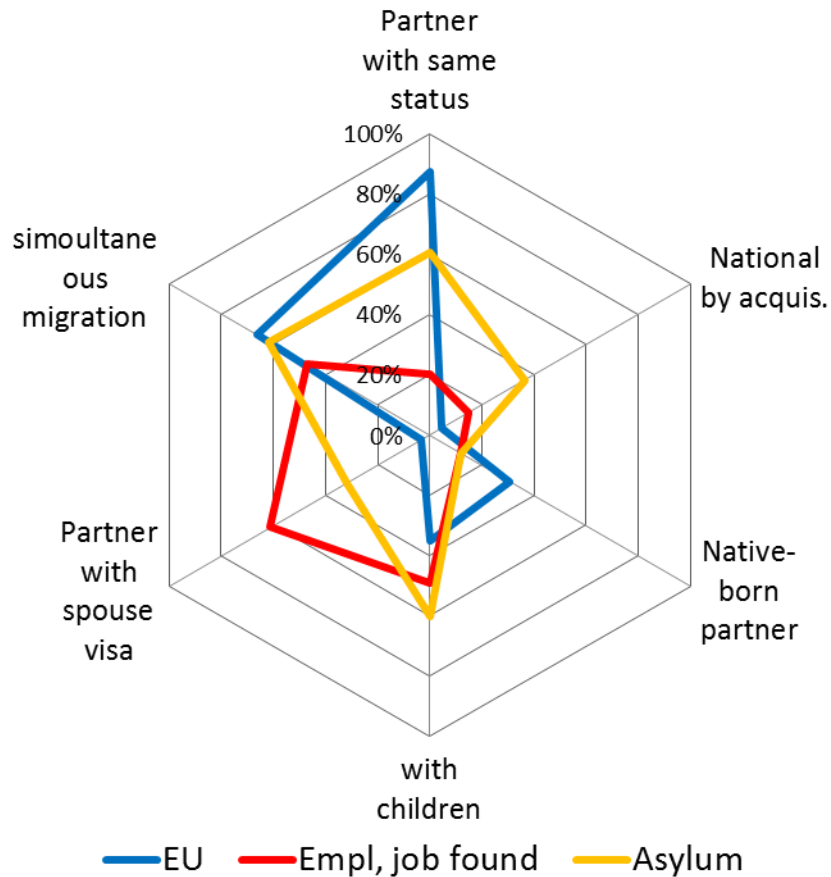 Partner
with same
status
100%
80%
60%
40%
20%
0%
simoultane
ous
migration
National
by acquis.
Partner
with
spouse
visa
Native-
born
partner
with
children
EU
Empl, job found
Asylum